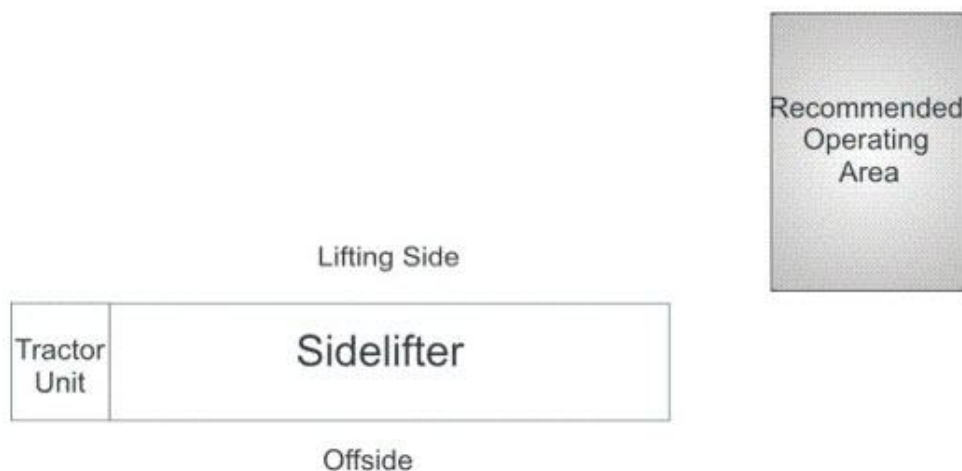 Recommended
Operating
Area
Lifting Side
Tractor
Unit
Sidelifter
Offside